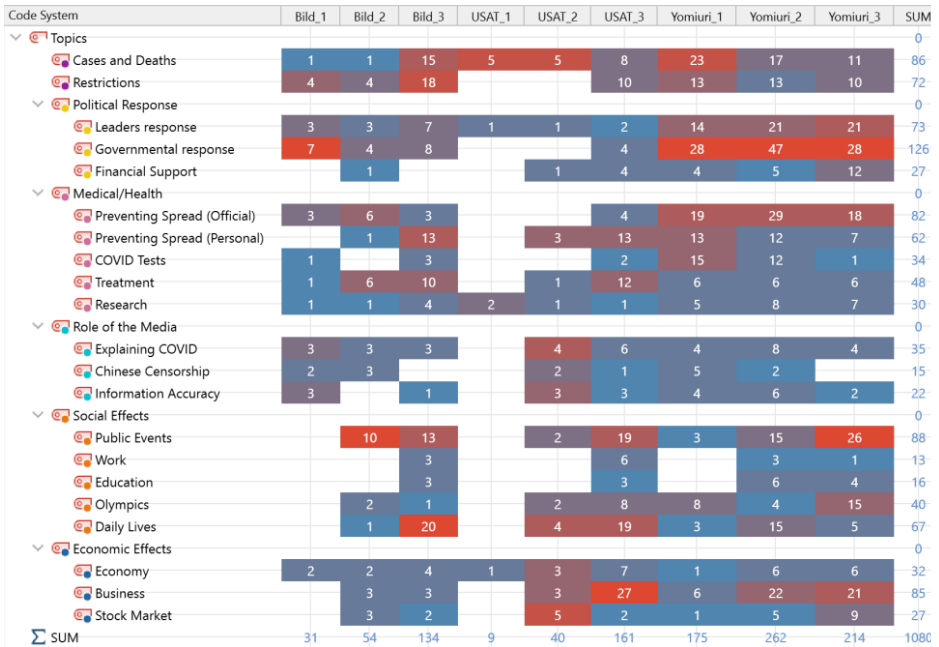 Code System Bild_1 Bild_2 Bild_3 USAT_1 USAT_2 USAT_3 Yomiuri_1 Yomiuri_2 Yomiuri_3 SUM
Topics 0
Cases and Deaths 1 1 15 5 5 8 23 17 11 86
Restrictions 4 4 18 10 13 13 10 72
Political Response 0
Leaders response 3 3 7 1 1 2 14 21 21 73
Governmental response 7 4 8 4 28 47 28 126
Financial Support 1 1 4 4 5 12 27
Medical/Health 0
Preventing Spread (Official) 3 6 3 4 19 29 18 82
Preventing Spread (Personal) 1 13 3 13 13 12 7 62
COVID Tests 1 3 2 15 12 1 34
Treatment 1 6 10 1 12 6 6 6 48
Research 1 1 4 2 1 1 5 8 7 30
Role of the Media 0
Explaining COVID 3 3 3 4 6 4 8 4 35
Chinese Censorship 2 3 2 1 5 2 15
Information Accuracy 3 1 3 3 4 6 2 22
Social Effects 0
Public Events 10 13 2 19 3 15 26 88
Work 3 6 3 1 13
Education 3 3 6 4 16
Olympics 2 1 2 8 8 4 15 40
Daily Lives 1 20 4 19 3 15 5 67
Economic Effects 0
Economy 2 2 4 1 3 7 1 6 6 32
Business 3 3 3 27 6 22 21 85
Stock Market 3 2 5 2 1 5 9 27
Σ SUM 31 54 134 9 40 161 175 262 214 1080